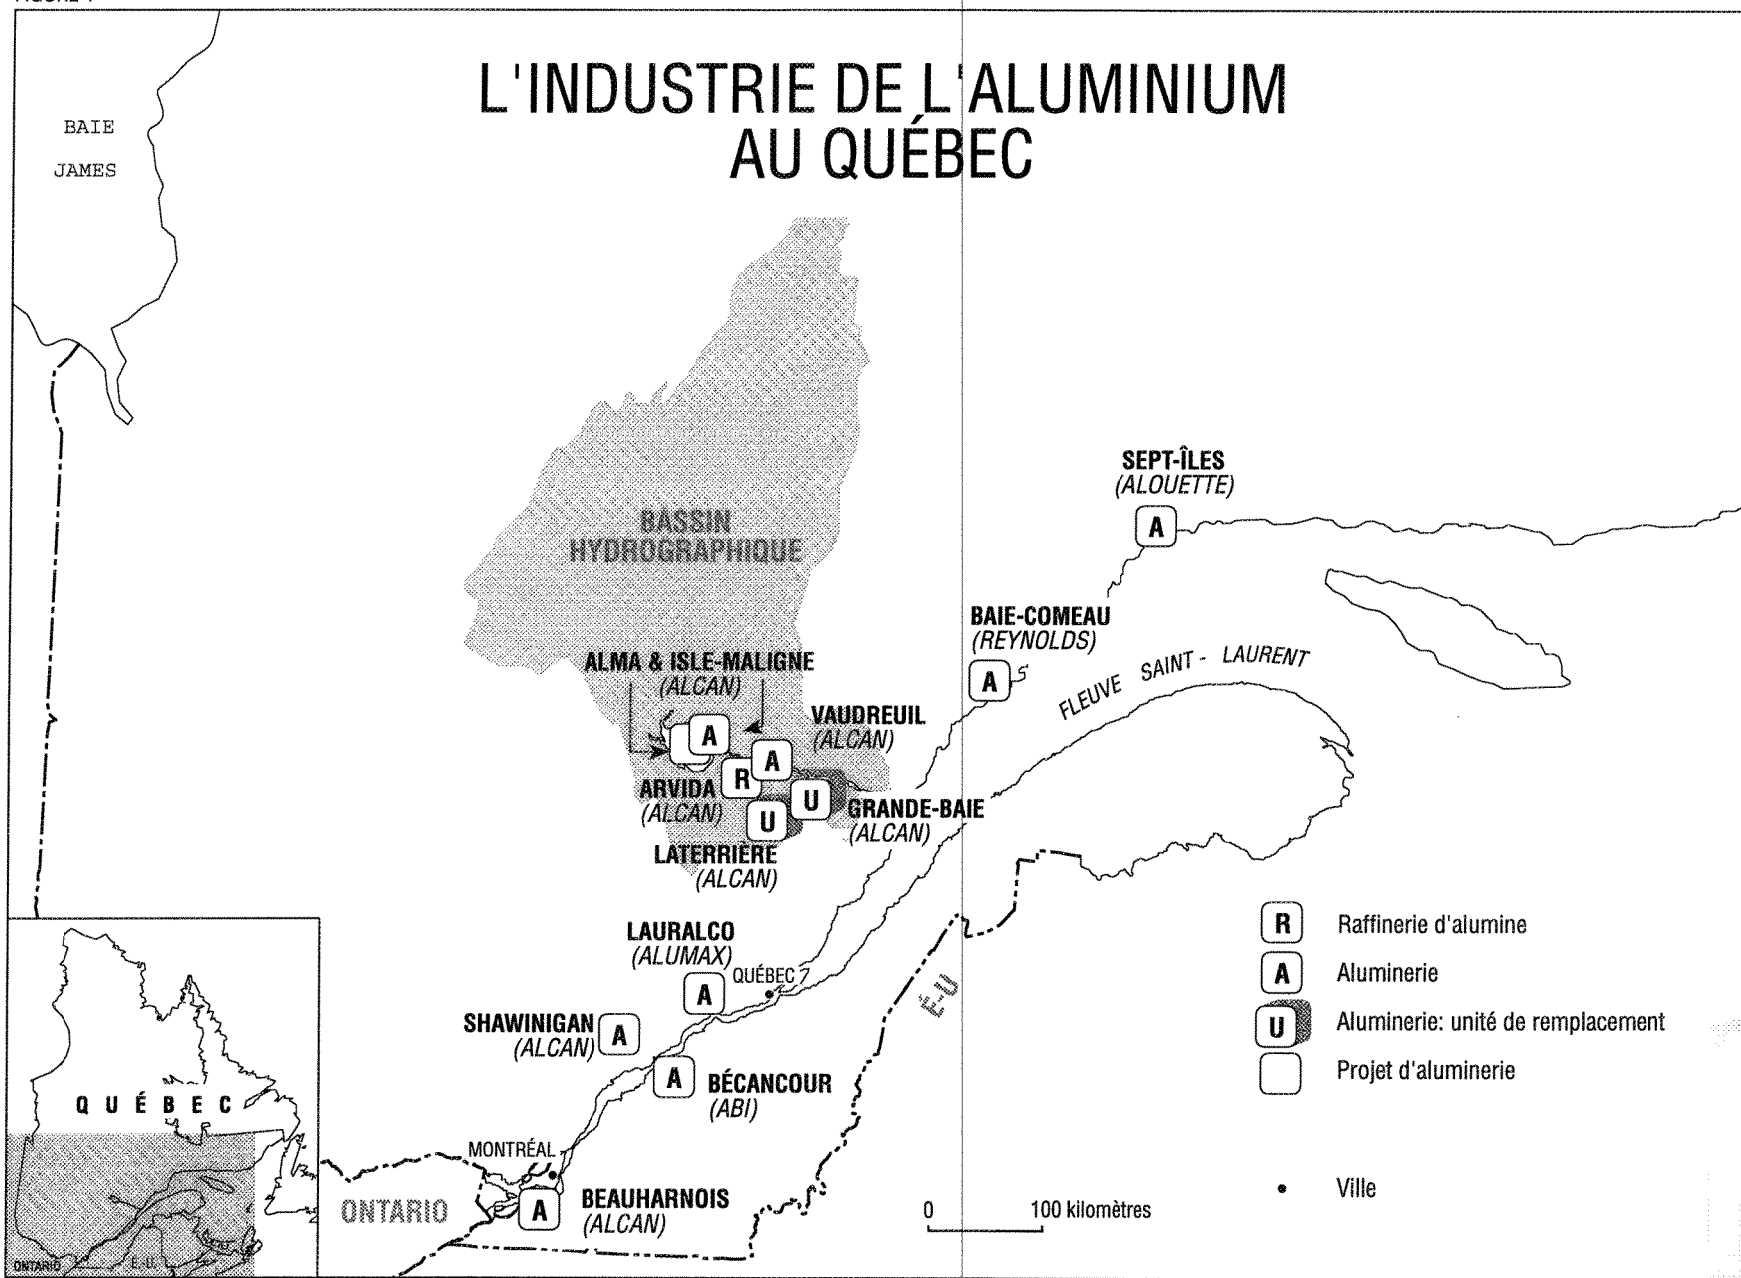 L'INDUSTRIE DE L'ALUMINIUM
AU QUÉBEC
BAIE
JAMES
BASSIN
HYDROGRAPHIQUE
SEPT-ÎLES
(ALOUETTE)
A
BAIE-COMEAU
(REYNOLDS)
A
FLEUVE SAINT- LAURENT
ALMA & ISLE-MALIGNE
(ALCAN)
A
VAUDREUIL
(ALCAN)
A
R
ARVIDA
(ALCAN)
U
U
GRANDE-BAIE
(ALCAN)
LATERRIÈRE
(ALCAN)
LAURALCO
(ALUMAX)
A
QUÉBEC
SHAWINIGAN
(ALCAN)
A
A
BÉCANCOUR
(ABI)
É.-U
MONTRÉAL
A
BEAUHARNOIS
(ALCAN)
ONTARIO
0 100 kilomètres
R Raffinerie d'alumine
A Aluminerie
U Aluminerie: unité de remplacement
Projet d'aluminerie
Ville
QUÉBEC
ONTARIO
É.-U.